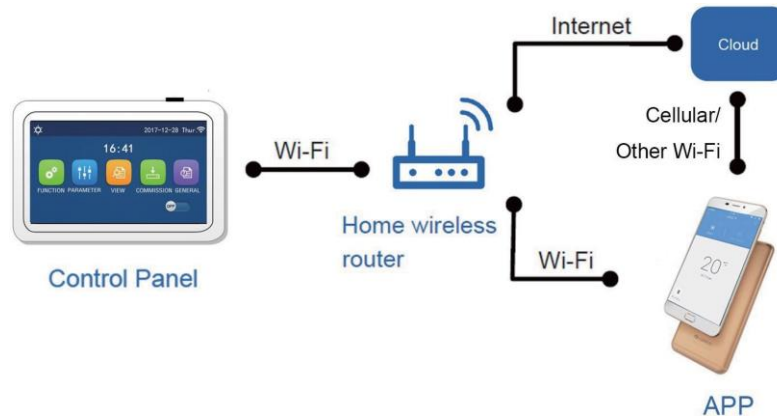 Internet
Cloud
Cellular/
Other Wi-Fi
2017-12-28 Thur
16:41
FUNCTION PARAMETER VIEW COMMISSION GENERAL
OFF
Wi-Fi
Home wireless
router
Wi-Fi
20
Control Panel
APP